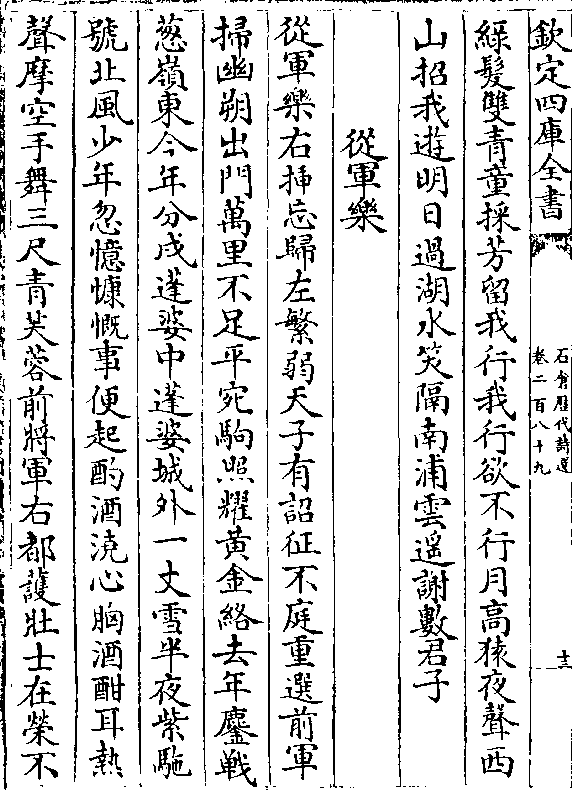 欽定四庫全書
石倉歷代詩選
卷二百八十九
十三
綠髮雙青童採芳留我行我行欲不行月高猿夜聲西
山招我遊明日過湖水笑隔南浦雲遥謝數君子
從軍樂
從軍樂右挿忘歸左繁弱天子有詔征不庭重選前軍
掃幽朔出門萬里不足平宛駒照耀黄金絡去年鏖戰
葱嶺東今年分戍蓬婆中蓬婆城外一丈雪半夜紫駞
號北風少年忽憶慷慨事便起酌酒澆心胸酒酣耳熱
聲摩空手舞三尺青芙蓉前將軍右都護壯士在榮不